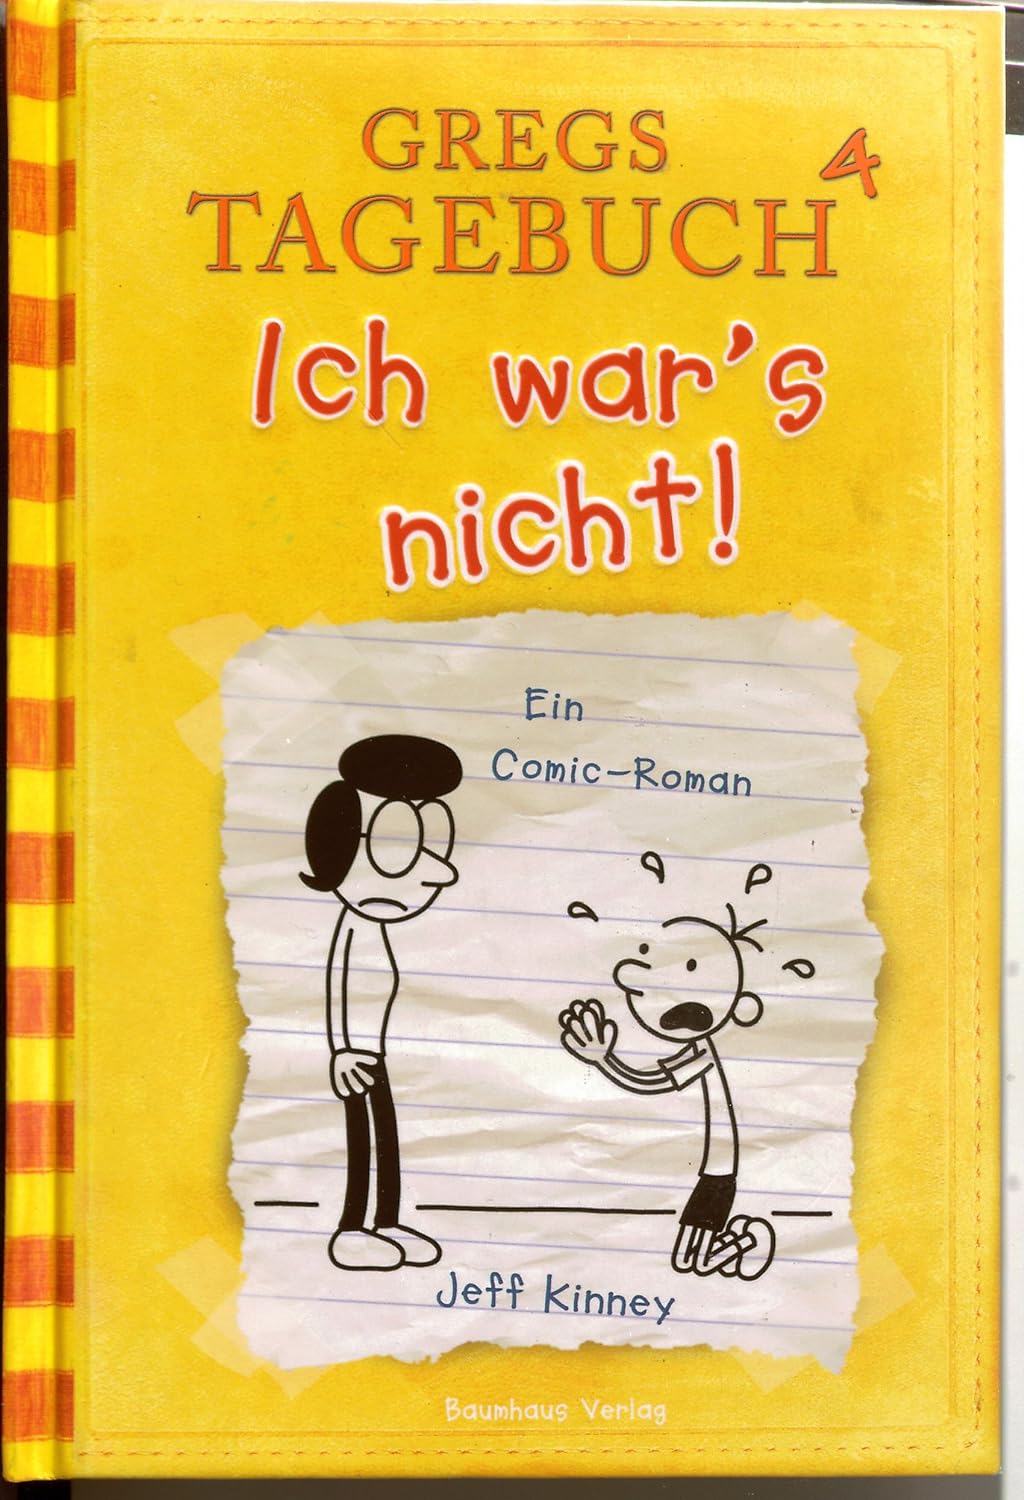 GREGS
TAGEBUCH 4
Ich war's
nicht!
Ein
Comic-Roman
Jeff Kinney
Baumhaus Verlag